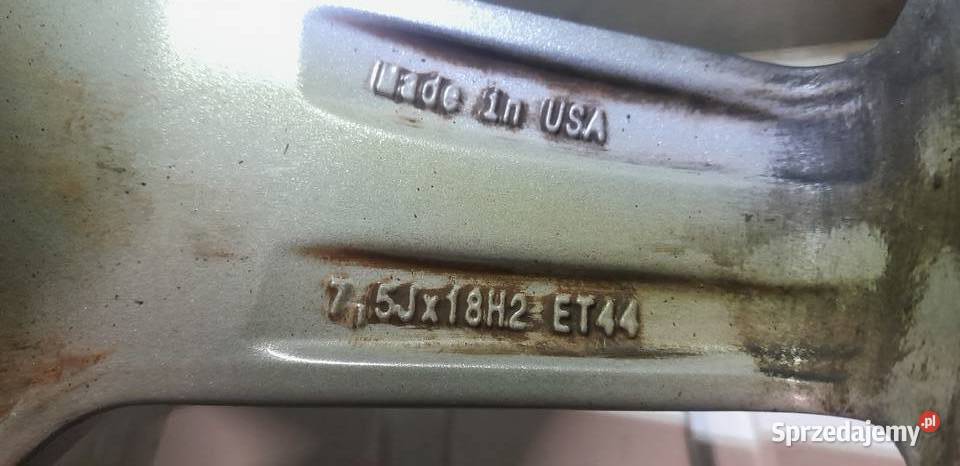 Made in USA
7,5Jx18H2 ET44
Sprzedajemy.pl